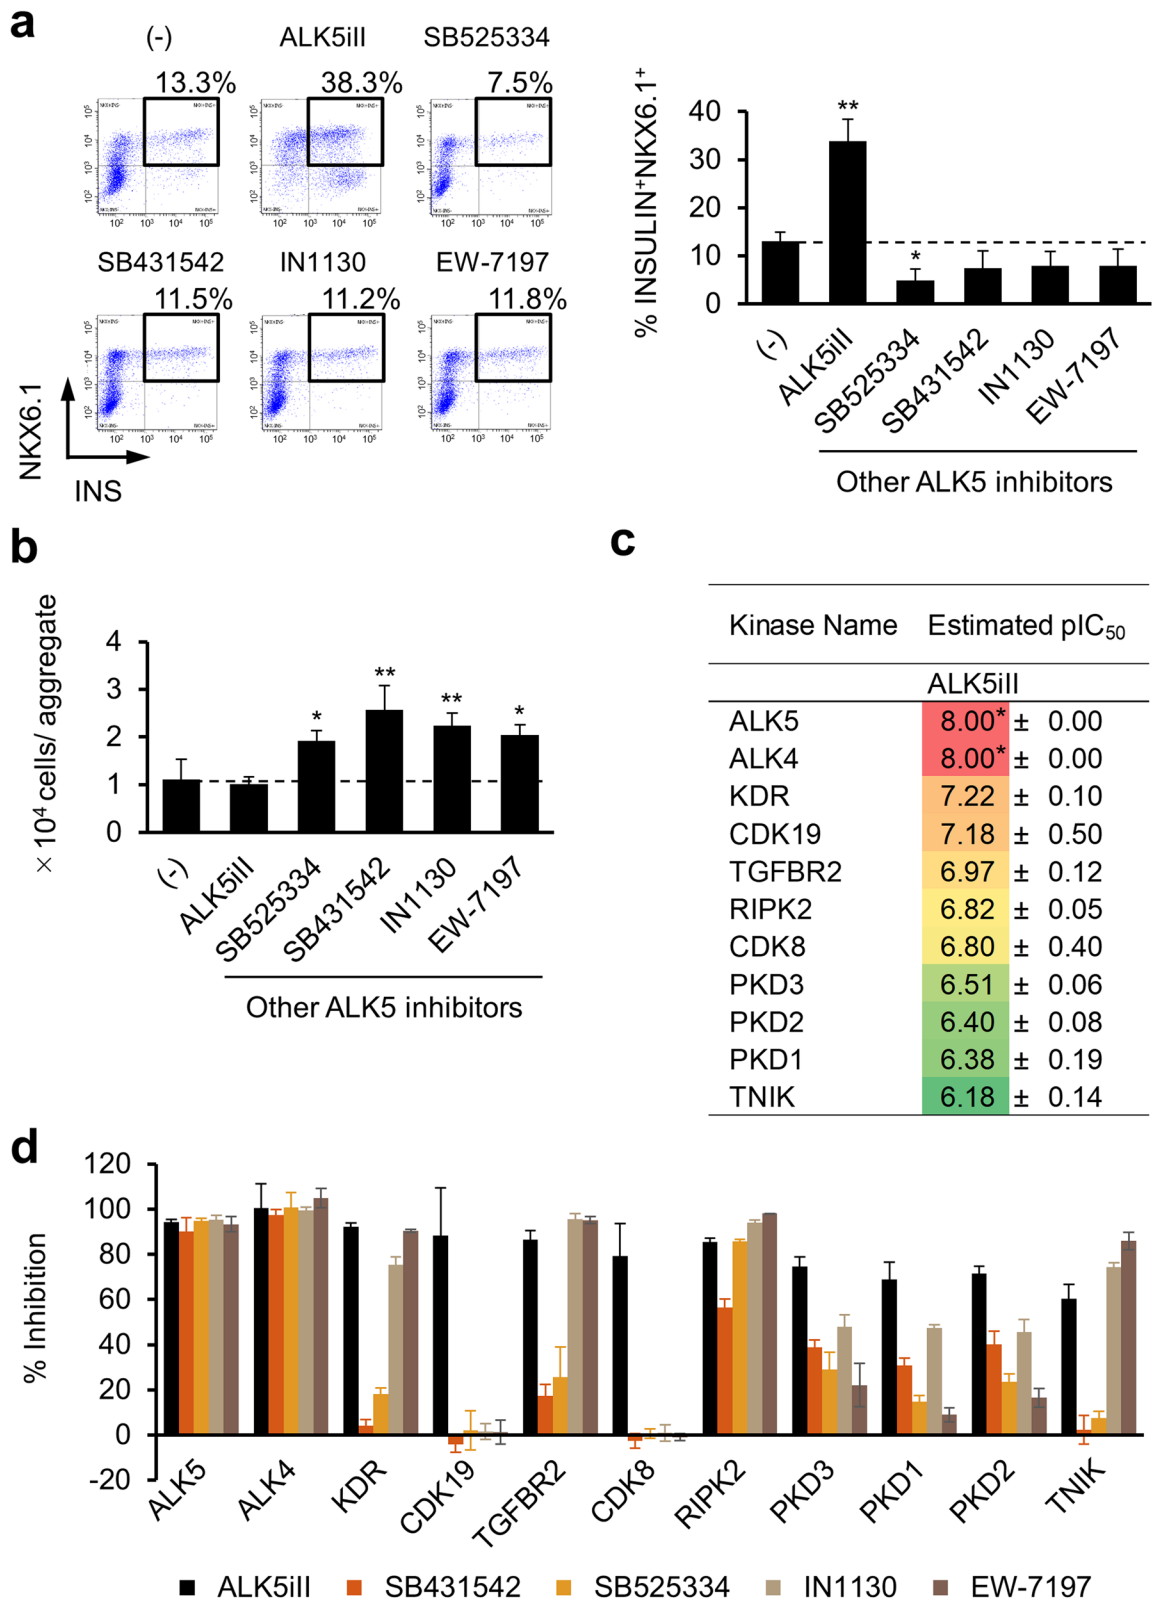 a
(-)
ALK5iII
SB525334
13.3%
38.3%
7.5%
SB431542
IN1130
EW-7197
11.5%
11.2%
11.8%
NKX6.1
INS
% INSULIN⁺NKX6.1⁺
40
30
20
10
0
**
*
(-)
ALK5iII
SB525334
SB431542
IN1130
EW-7197
Other ALK5 inhibitors
b
× 10⁴ cells/ aggregate
4
3
2
1
0
*
**
**
*
(-)
ALK5iII
SB525334
SB431542
IN1130
EW-7197
Other ALK5 inhibitors
c
Kinase Name Estimated pIC₅₀
ALK5iII
ALK5 8.00* ± 0.00
ALK4 8.00* ± 0.00
KDR 7.22 ± 0.10
CDK19 7.18 ± 0.50
TGFBR2 6.97 ± 0.12
RIPK2 6.82 ± 0.05
CDK8 6.80 ± 0.40
PKD3 6.51 ± 0.06
PKD2 6.40 ± 0.08
PKD1 6.38 ± 0.19
TNIK 6.18 ± 0.14
d
% Inhibition
120
100
80
60
40
20
0
-20
ALK5
ALK4
KDR
CDK19
TGFBR2
CDK8
RIPK2
PKD3
PKD1
PKD2
TNIK
ALK5iII SB431542 SB525334 IN1130 EW-7197